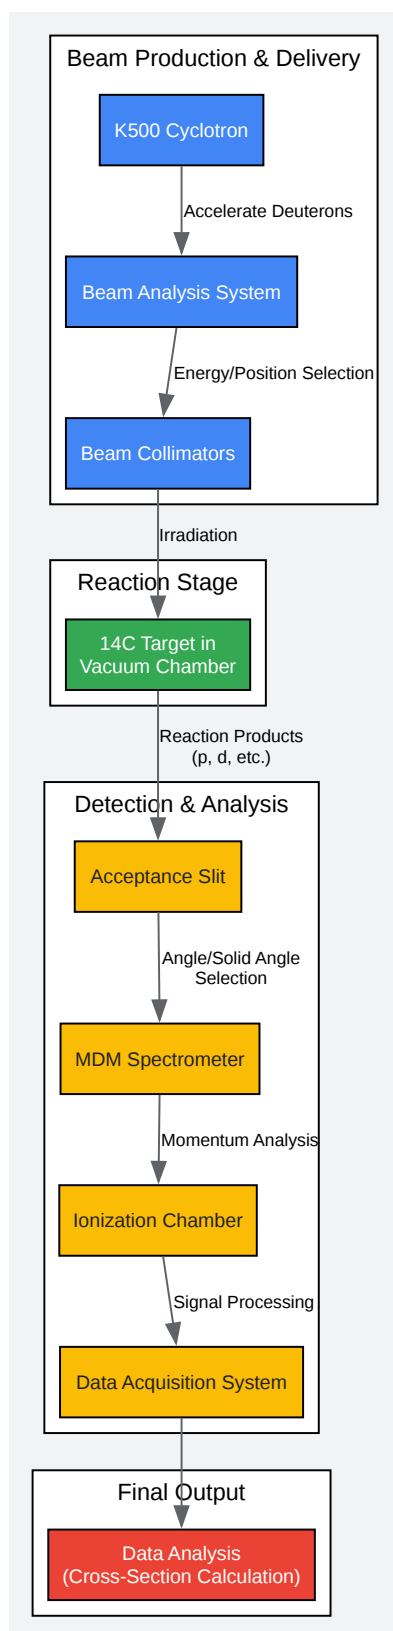 Beam Production & Delivery
K500 Cyclotron
Accelerate Deuterons
Beam Analysis System
Energy/Position Selection
Beam Collimators
Irradiation
Reaction Stage
14C Target in
Vacuum Chamber
Reaction Products
(p, d, etc.)
Detection & Analysis
Acceptance Slit
Angle/Solid Angle
Selection
MDM Spectrometer
Momentum Analysis
Ionization Chamber
Signal Processing
Data Acquisition System
Final Output
Data Analysis
(Cross-Section Calculation)